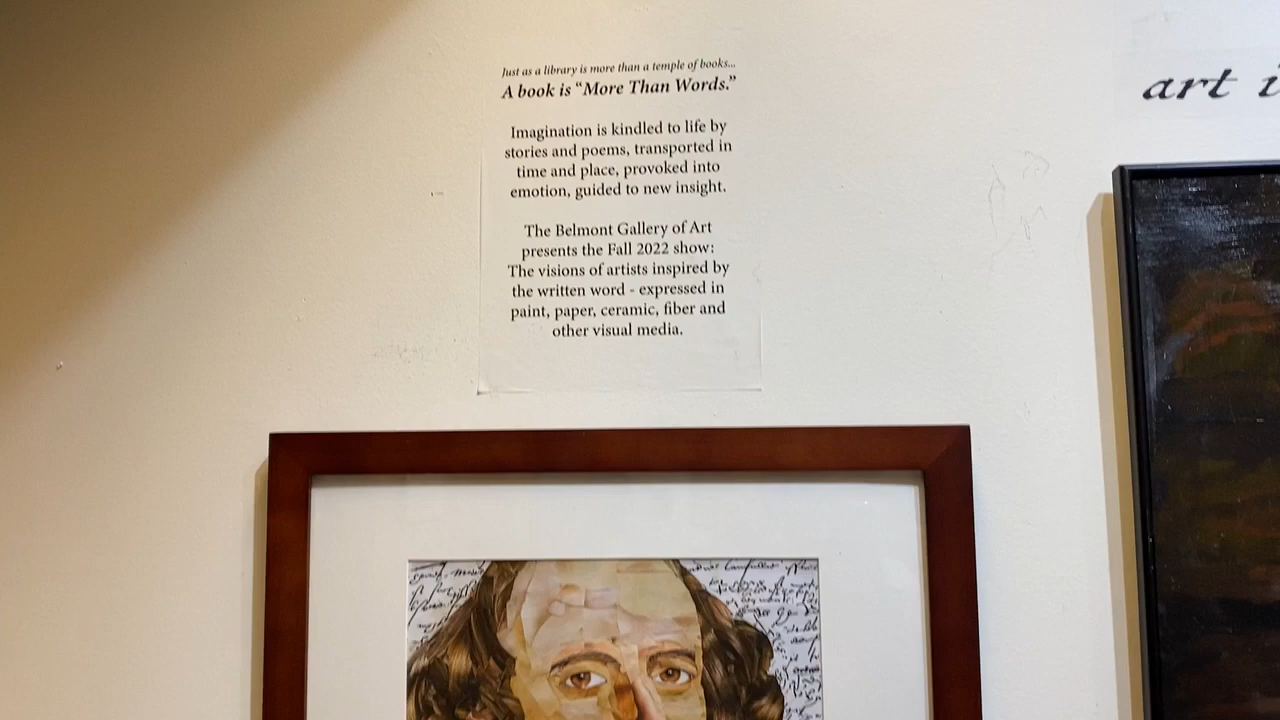 Just as a library is more than a temple of books...
A book is “More Than Words.”
Imagination is kindled to life by
stories and poems, transported in
time and place, provoked into
emotion, guided to new insight.
The Belmont Gallery of Art
presents the Fall 2022 show:
The visions of artists inspired by
the written word - expressed in
paint, paper, ceramic, fiber and
other visual media.
art